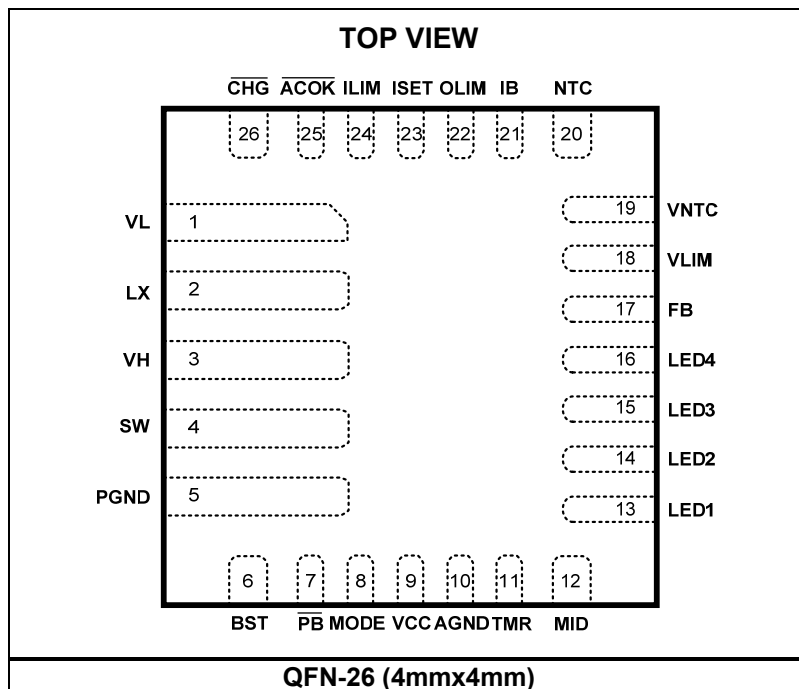 TOP VIEW
CHG ACOK ILIM ISET OLIM IB NTC
26 25 24 23 22 21 20
VL 1 19 VNTC
18 VLIM
LX 2
17 FB
VH 3 16 LED4
15 LED3
SW 4
14 LED2
PGND 5 13 LED1
6 7 8 9 10 11 12
BST PB MODE VCC AGND TMR MID
QFN-26 (4mmx4mm)